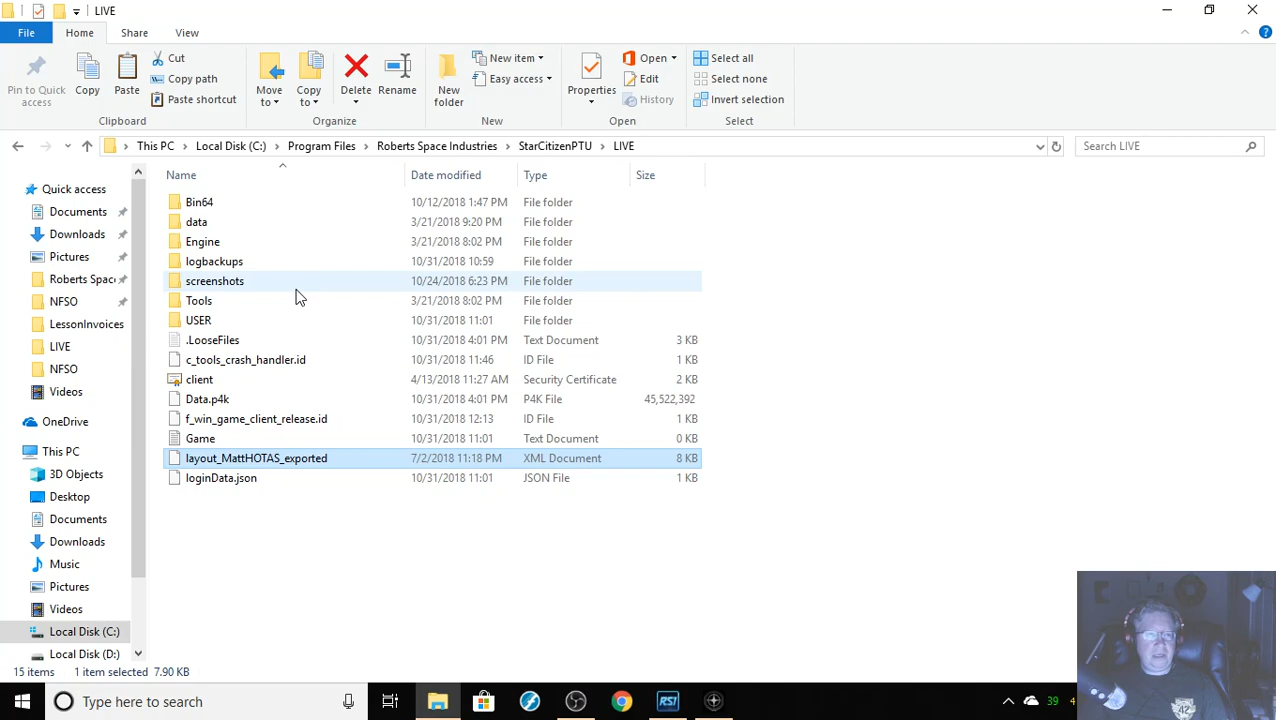 LIVE
File Home Share View
Pin to Quick access
Copy
Paste
Cut
Copy path
Paste shortcut
Clipboard
Move to
Copy to
Delete
Rename
Organize
New folder
New item
Easy access
New
Properties
Open
Edit
History
Open
Select all
Select none
Invert selection
Select
This PC > Local Disk (C:) > Program Files > Roberts Space Industries > StarCitizenPTU > LIVE
Search LIVE
Name Date modified Type Size
Bin64 10/12/2018 1:47 PM File folder
data 3/21/2018 9:20 PM File folder
Engine 3/21/2018 8:02 PM File folder
logbackups 10/31/2018 10:59 File folder
screenshots 10/24/2018 6:23 PM File folder
Tools 3/21/2018 8:02 PM File folder
USER 10/31/2018 11:01 File folder
.LooseFiles 10/31/2018 4:01 PM Text Document 3 KB
c_tools_crash_handler.id 10/31/2018 11:46 ID File 1 KB
client 4/13/2018 11:27 AM Security Certificate 2 KB
Data.p4k 10/31/2018 4:01 PM P4K File 45,522,392
f_win_game_client_release.id 10/31/2018 12:13 ID File 1 KB
Game 10/31/2018 11:01 Text Document 0 KB
layout_MattHOTAS_exported 7/2/2018 11:18 PM XML Document 8 KB
loginData.json 10/31/2018 11:01 JSON File 1 KB
Quick access
Documents
Downloads
Pictures
Roberts Spac
NFSO
LessonInvoices
LIVE
NFSO
Videos
OneDrive
This PC
3D Objects
Desktop
Documents
Downloads
Music
Pictures
Videos
Local Disk (C:)
Local Disk (D:)
15 items 1 item selected 7.90 KB
Type here to search
RSI
39
4
42